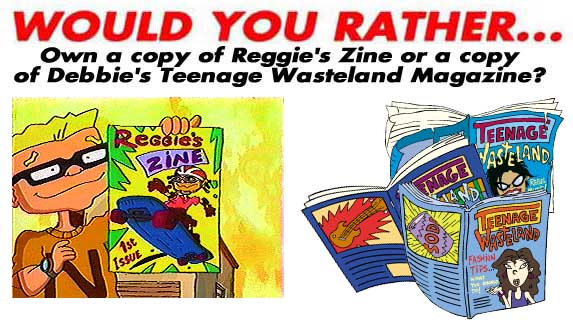 WOULD YOU RATHER...
Own a copy of Reggie's Zine or a copy
of Debbie's Teenage Wasteland Magazine?
REGGIE'S
ZINE
1st
ISSUE
TEENAGE
WASTELAND
TEENAGE
TEENAGE
WASTELAND
FASHION
TIPS...